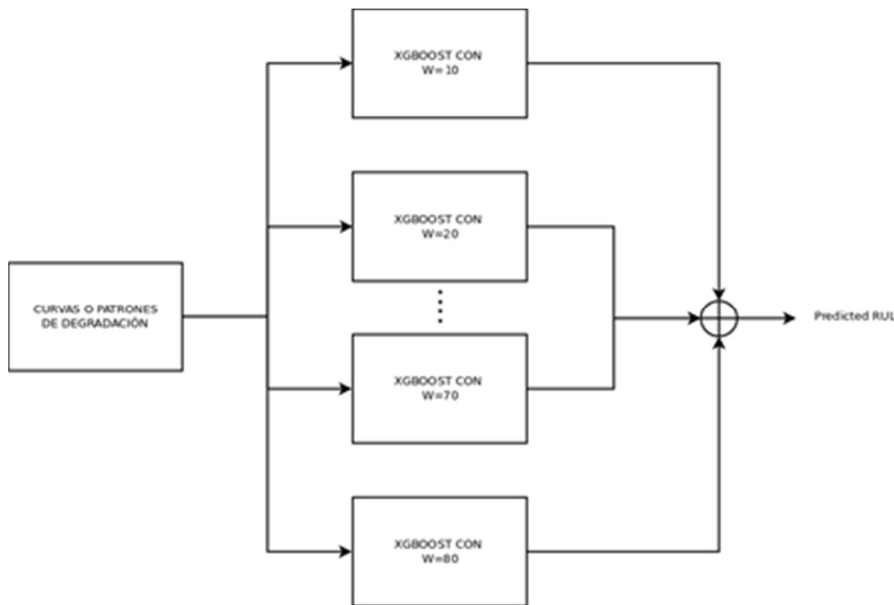 XGBOOST CON
W=10
XGBOOST CON
W=20
CURVAS O PATRONES
DE DEGRADACIÓN
Predicted RUL
XGBOOST CON
W=70
XGBOOST CON
W=80